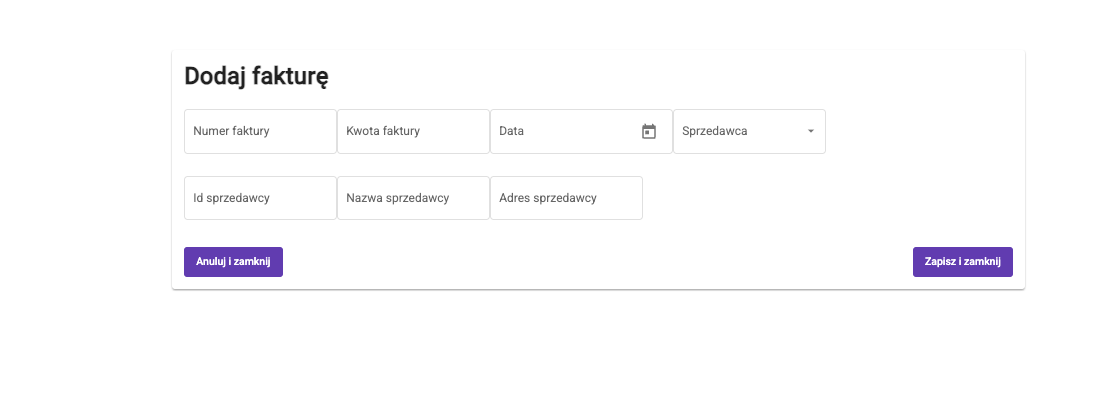 Dodaj fakturę
Numer faktury Kwota faktury Data Sprzedawca
Id sprzedawcy Nazwa sprzedawcy Adres sprzedawcy
Anuluj i zamknij Zapisz i zamknij